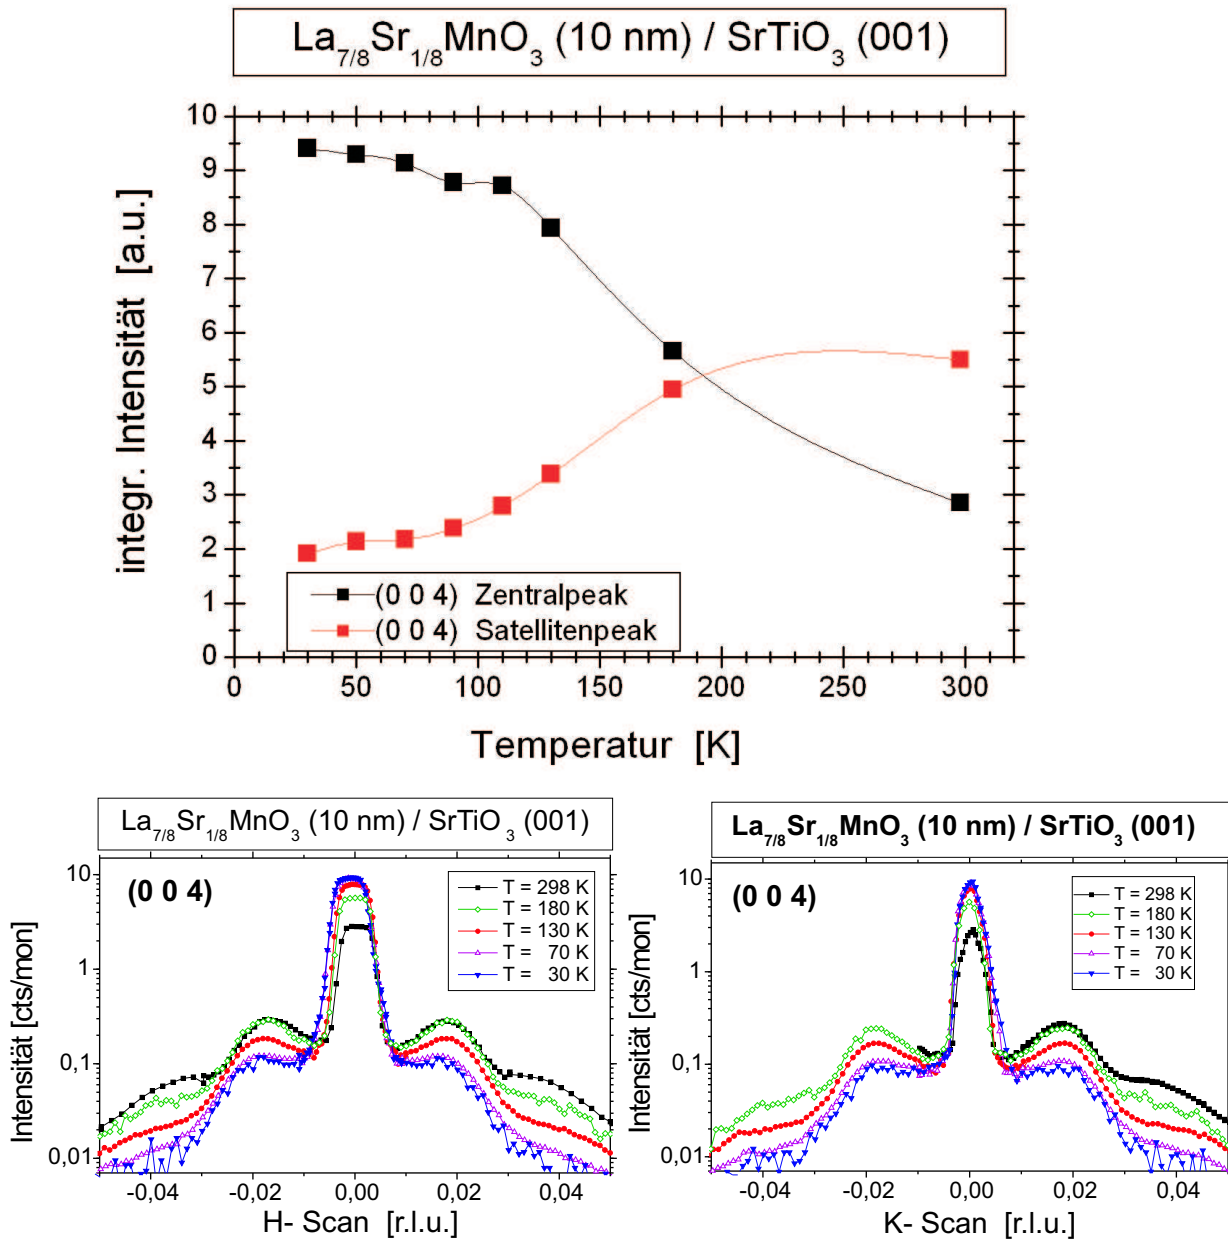 La7/8Sr1/8MnO3 (10 nm) / SrTiO3 (001)
integr. Intensität [a.u.]
10
9
8
7
6
5
4
3
2
1
0
(0 0 4) Zentralpeak
(0 0 4) Satellitenpeak
0 50 100 150 200 250 300
Temperatur [K]
La7/8Sr1/8MnO3 (10 nm) / SrTiO3 (001)
Intensität [cts/mon]
10
1
0,1
0,01
(0 0 4)
T = 298 K
T = 180 K
T = 130 K
T = 70 K
T = 30 K
-0,04 -0,02 0,00 0,02 0,04
H- Scan [r.l.u.]
La7/8Sr1/8MnO3 (10 nm) / SrTiO3 (001)
Intensität [cts/mon]
10
1
0,1
0,01
(0 0 4)
T = 298 K
T = 180 K
T = 130 K
T = 70 K
T = 30 K
-0,04 -0,02 0,00 0,02 0,04
K- Scan [r.l.u.]